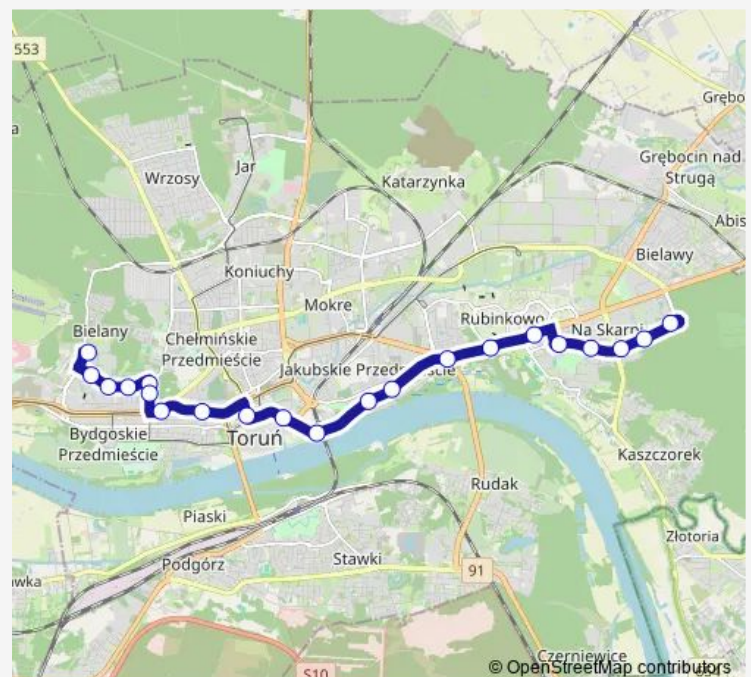 553
Grębo
Jar
Wrzosy
Katarzynka
Grębocin nad
Strugą
Abis
Koniuchy
Bielawy
Mokre
Rubinkowo
Na Skarpi
Bielany
Chełmińskie
Przedmieście
Jakubskie Przedmieście
Bydgoskie
Przedmieście
Toruń
Kaszczorek
Rudak
Piaski
Złotoria
Stawki
Podgórz
wka
91
Czerniewice
S10
© OpenStreetMap contributors